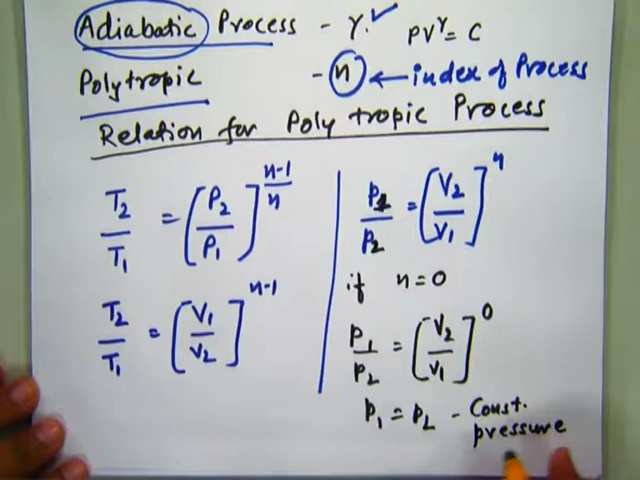 Adiabatic Process - γ. ✓ PVᵞ = C
Polytropic - n ← index of Process
Relation for Polytropic Process
T₂/T₁ = [P₂/P₁]^(n-1/n)
T₂/T₁ = [V₁/V₂]^(n-1)
P₁/P₂ = [V₂/V₁]^n
if n = 0
P₁/P₂ = [V₂/V₁]^0
P₁ = P₂ - Const.
pressure